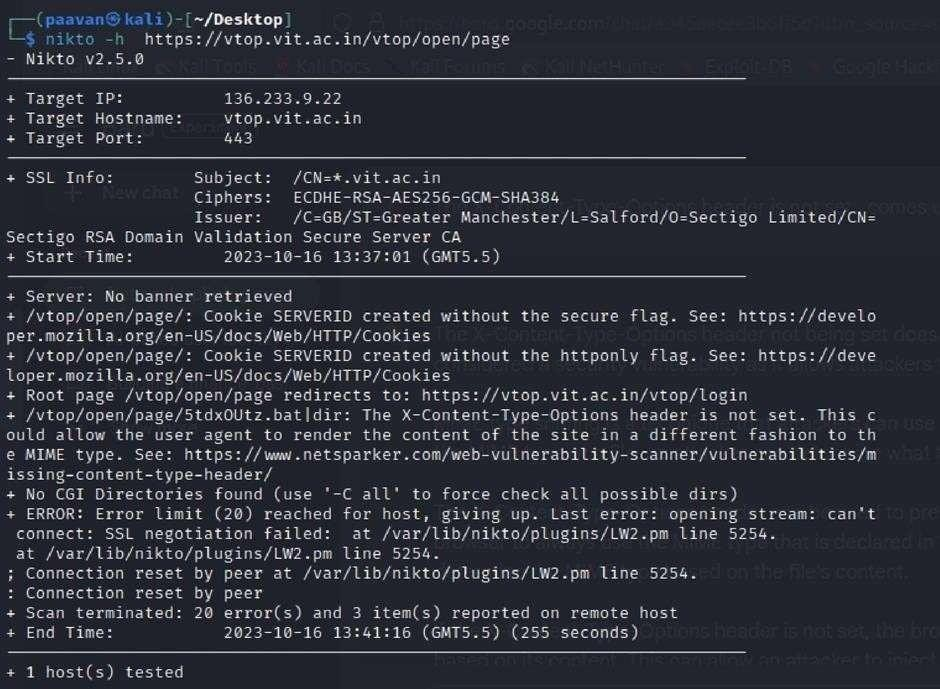 (paavan㉿kali)-[~/Desktop]
$ nikto -h  https://vtop.vit.ac.in/vtop/open/page
- Nikto v2.5.0
+ Target IP:          136.233.9.22
+ Target Hostname:    vtop.vit.ac.in
+ Target Port:        443
+ SSL Info:        Subject:  /CN=*.vit.ac.in
                   Ciphers:  ECDHE-RSA-AES256-GCM-SHA384
                   Issuer:   /C=GB/ST=Greater Manchester/L=Salford/O=Sectigo Limited/CN=
Sectigo RSA Domain Validation Secure Server CA
+ Start Time:         2023-10-16 13:37:01 (GMT5.5)
+ Server: No banner retrieved
+ /vtop/open/page/: Cookie SERVERID created without the secure flag. See: https://develo
per.mozilla.org/en-US/docs/Web/HTTP/Cookies
+ /vtop/open/page/: Cookie SERVERID created without the httponly flag. See: https://deve
loper.mozilla.org/en-US/docs/Web/HTTP/Cookies
+ Root page /vtop/open/page redirects to: https://vtop.vit.ac.in/vtop/login
+ /vtop/open/page/5tdxOUtz.bat|dir: The X-Content-Type-Options header is not set. This c
ould allow the user agent to render the content of the site in a different fashion to th
e MIME type. See: https://www.netsparker.com/web-vulnerability-scanner/vulnerabilities/m
issing-content-type-header/
+ No CGI Directories found (use '-C all' to force check all possible dirs)
+ ERROR: Error limit (20) reached for host, giving up. Last error: opening stream: can't
 connect: SSL negotiation failed:  at /var/lib/nikto/plugins/LW2.pm line 5254.
 at /var/lib/nikto/plugins/LW2.pm line 5254.
; Connection reset by peer at /var/lib/nikto/plugins/LW2.pm line 5254.
: Connection reset by peer
+ Scan terminated: 20 error(s) and 3 item(s) reported on remote host
+ End Time:           2023-10-16 13:41:16 (GMT5.5) (255 seconds)
+ 1 host(s) tested